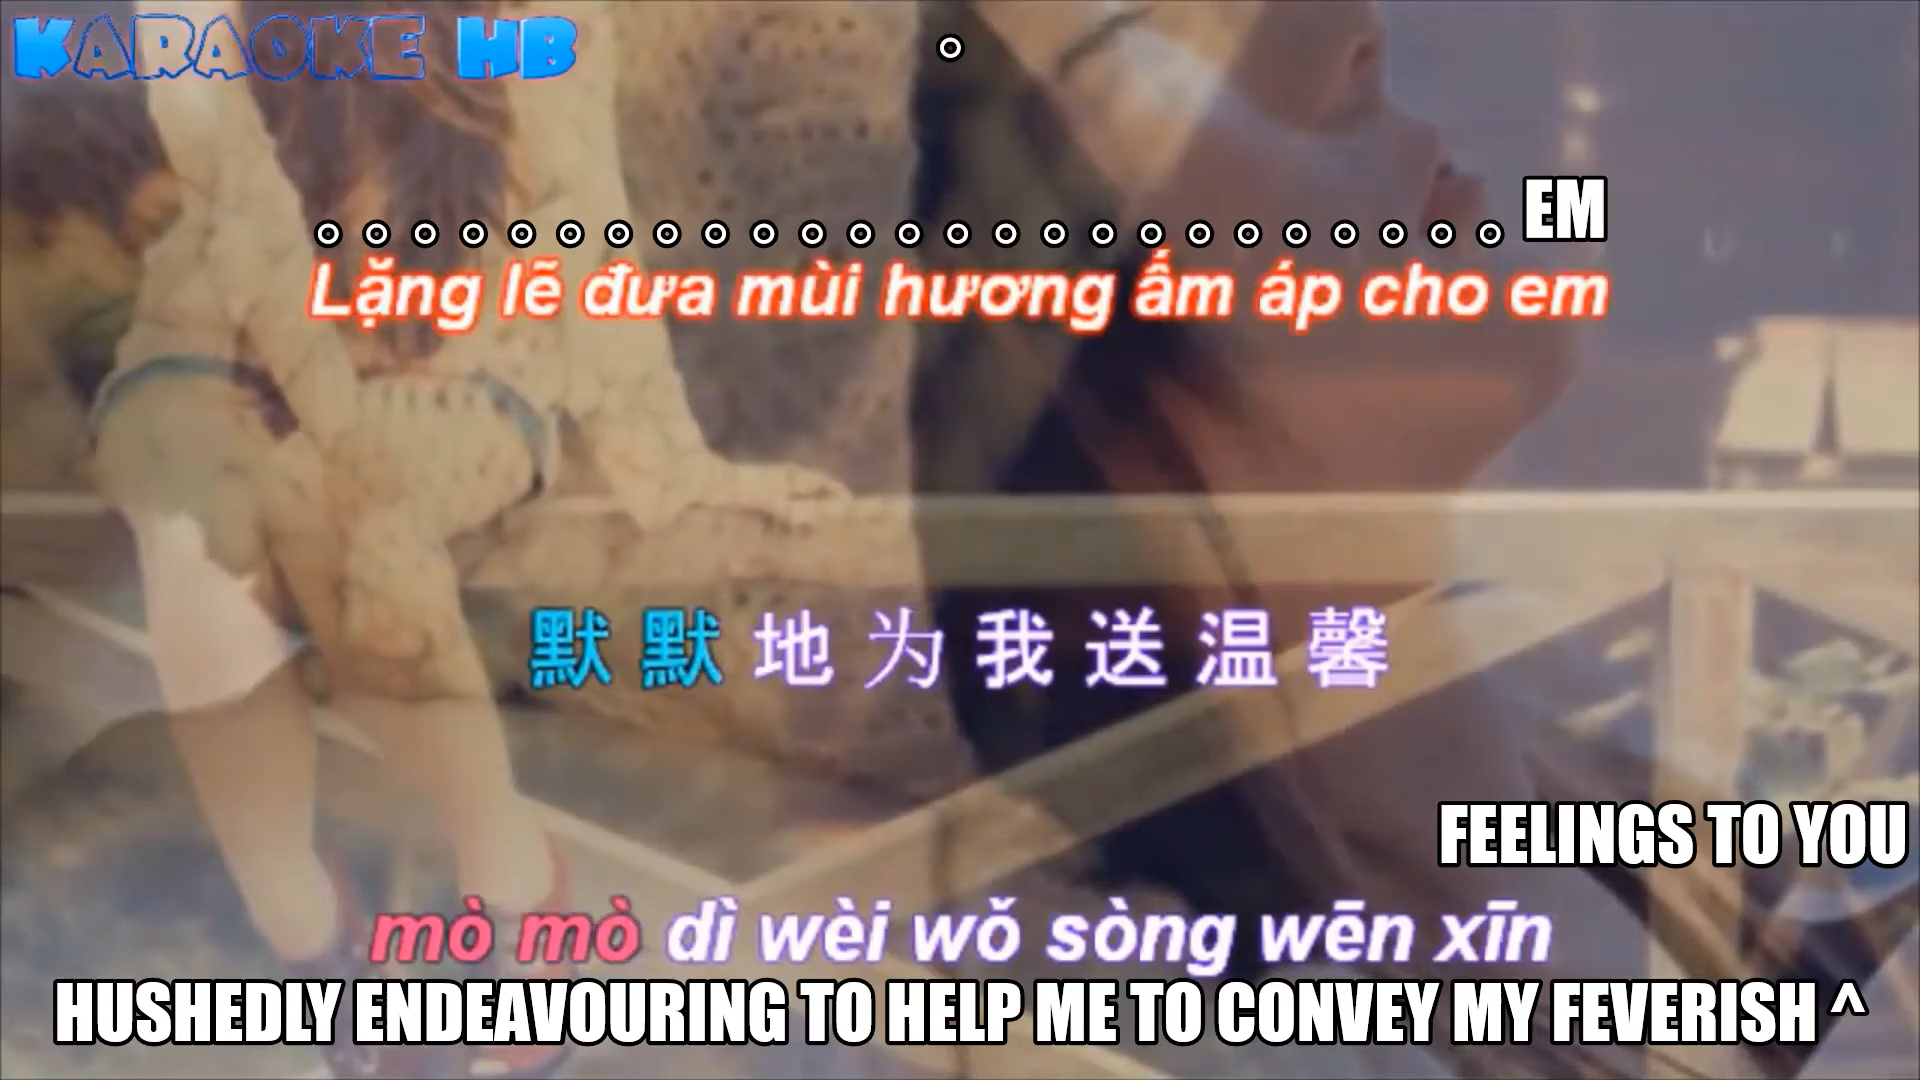 KARAOKE HB
EM
Lặng lẽ đưa mùi hương ấm áp cho em
默默地为我送温馨
FEELINGS TO YOU
mò mò dì wèi wǒ sòng wēn xīn
HUSHEDLY ENDEAVOURING TO HELP ME TO CONVEY MY FEVERISH ^